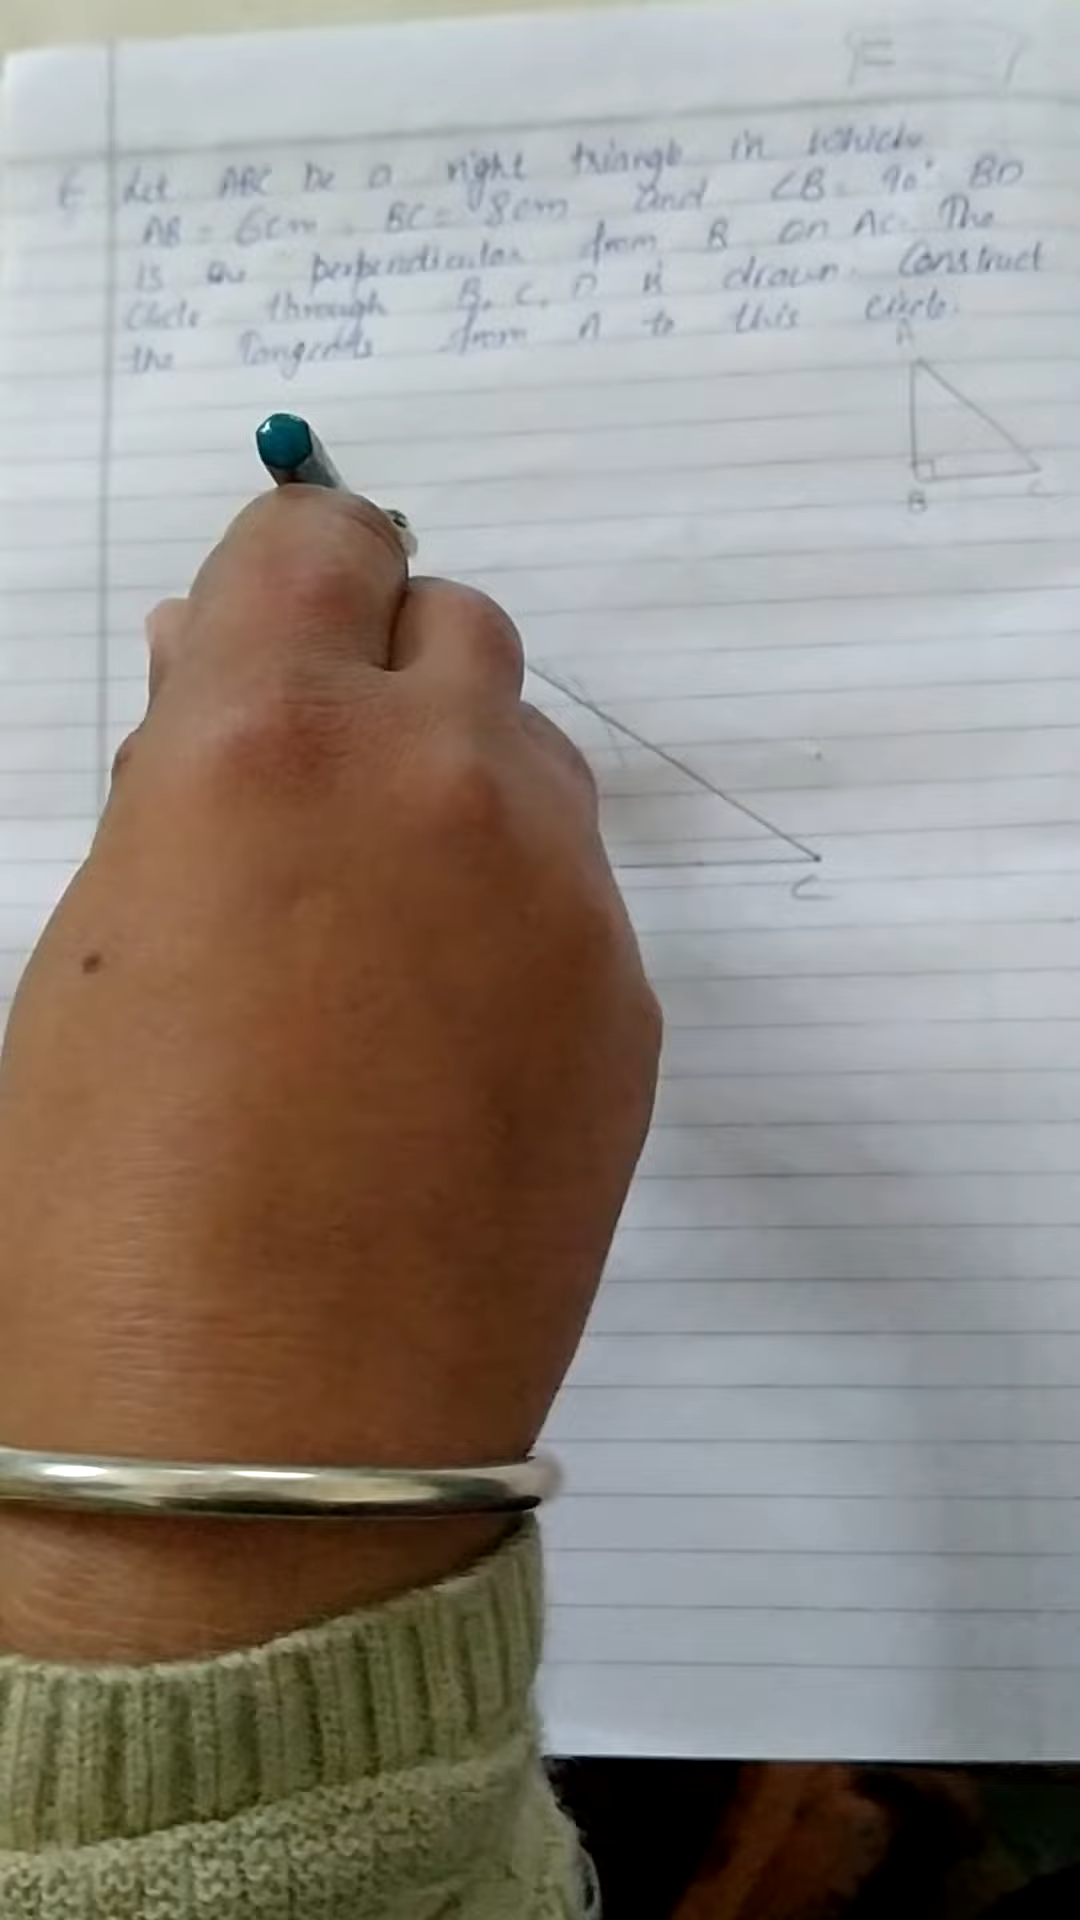 Let ABC be a right triangle in which
AB = 6cm, BC = 8cm and ∠B = 90° BD
is the perpendicular from B on AC. The
circle through B, C, D is drawn. Construct
the Tangents from A to this circle.
A
B C
C